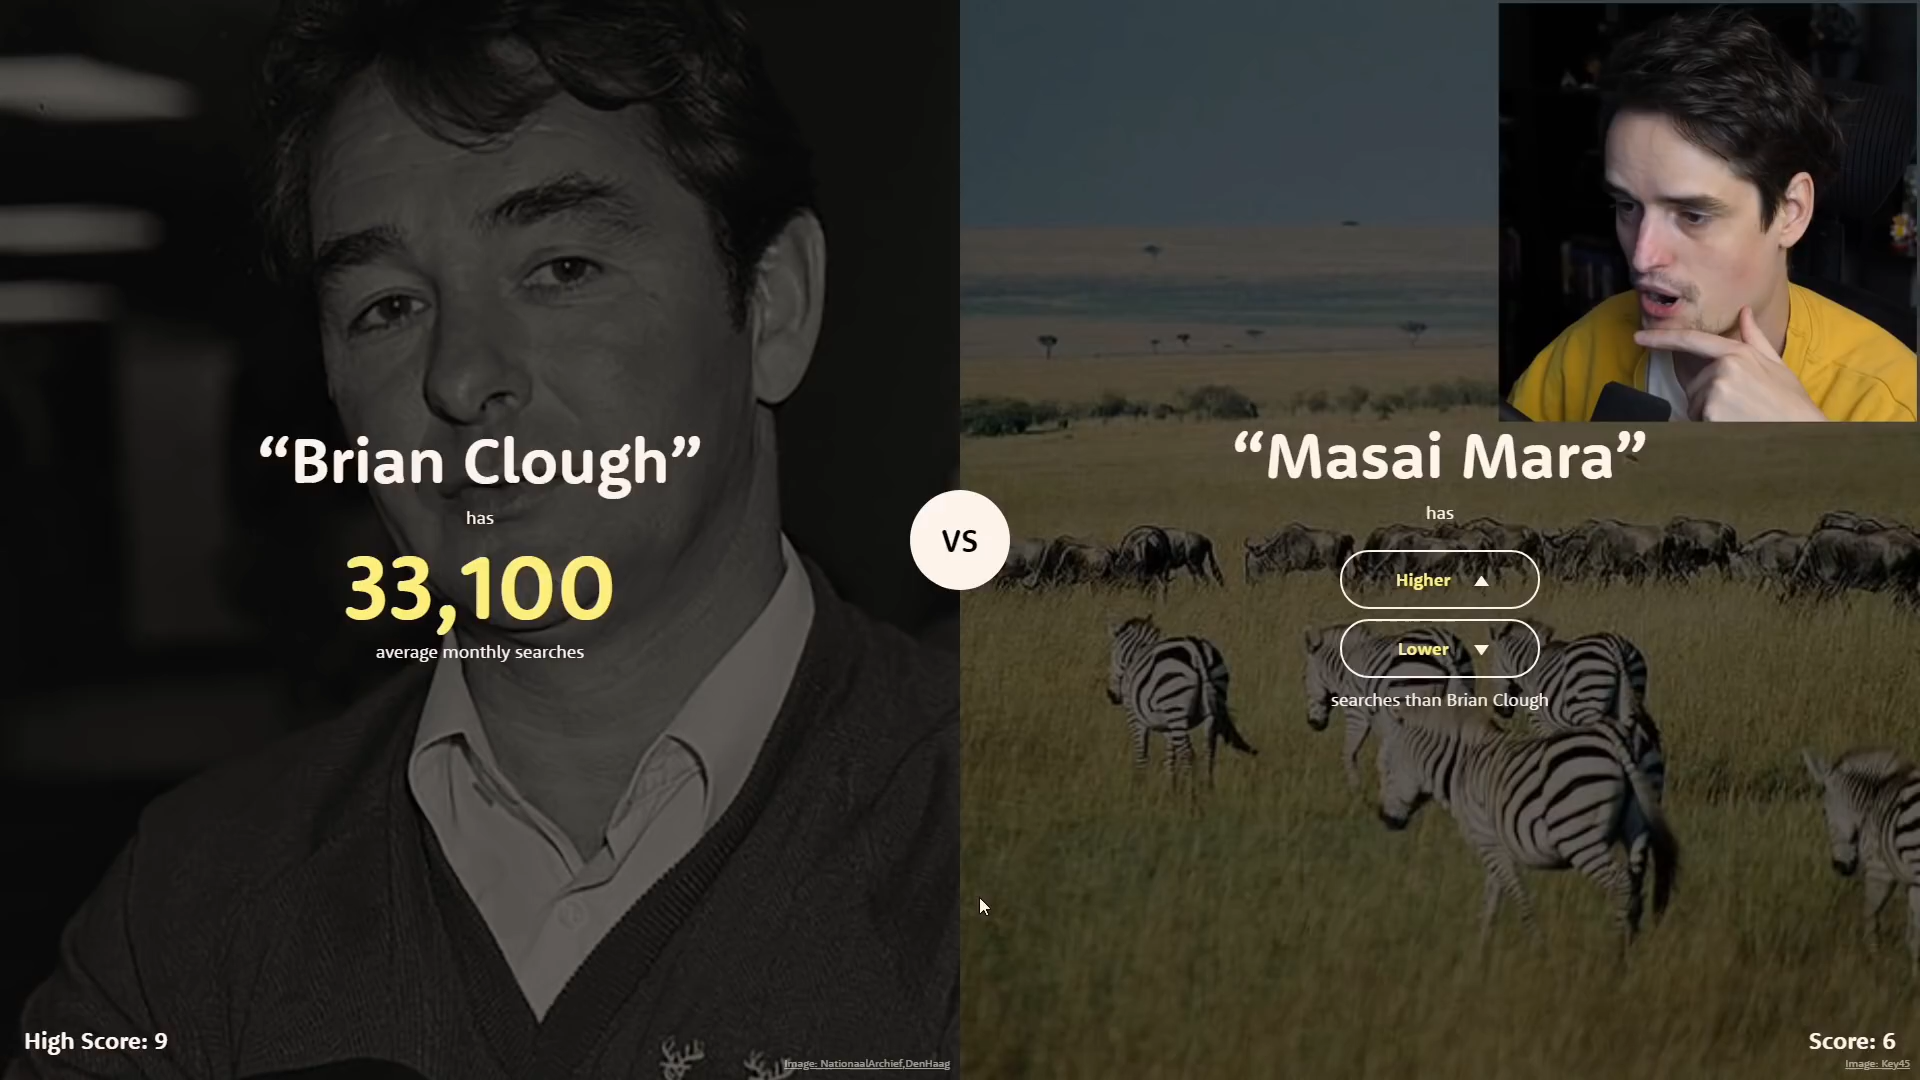 “Brian Clough”
has
33,100
average monthly searches
VS
“Masai Mara”
has
Higher ▲
Lower ▼
searches than Brian Clough
High Score: 9
Image: NationaalArchief,DenHaag
Score: 6
Image: Key45